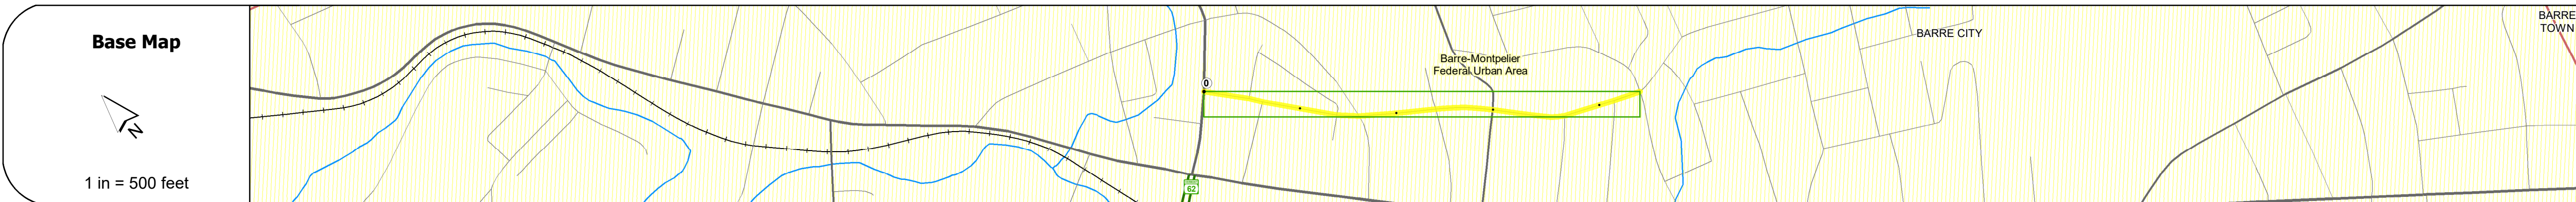 Base Map
N
1 in = 500 feet
0
62
Barre-Montpelier
Federal Urban Area
BARRE CITY
BARRE
TOWN